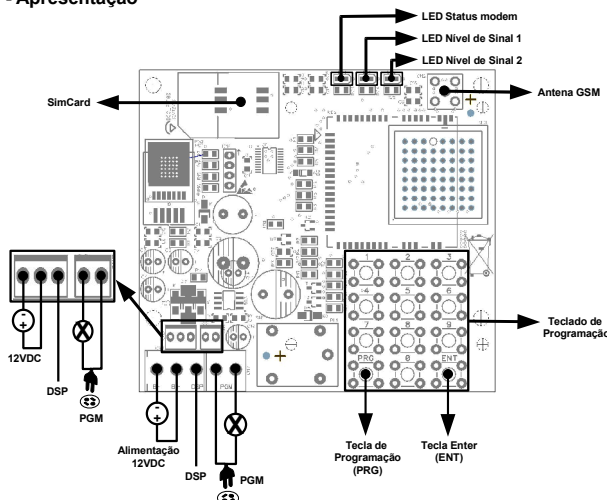 - Apresentação
LED Status modem
LED Nível de Sinal 1
LED Nível de Sinal 2
SimCard
Antena GSM
1 2 3
4 5 6
7 8 9
PRG 0 ENT
Teclado de
Programação
12VDC
DSP
PGM
B- B+ DSP PGM
Alimentação
12VDC
DSP
PGM
Tecla de
Programação
(PRG)
Tecla Enter
(ENT)